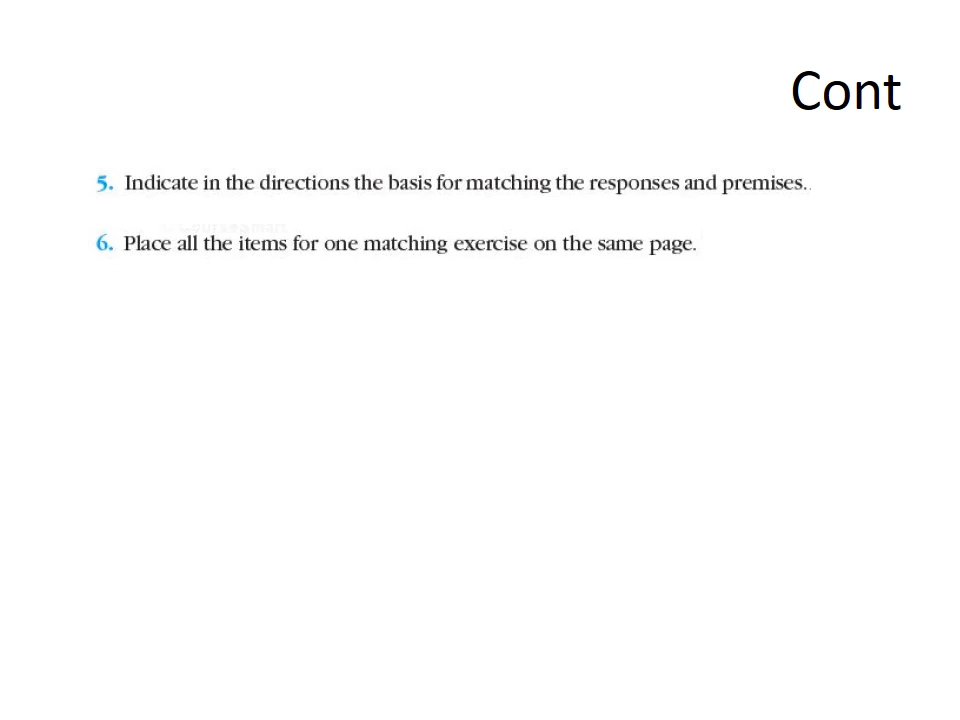 Cont
5. Indicate in the directions the basis for matching the responses and premises.
6. Place all the items for one matching exercise on the same page.